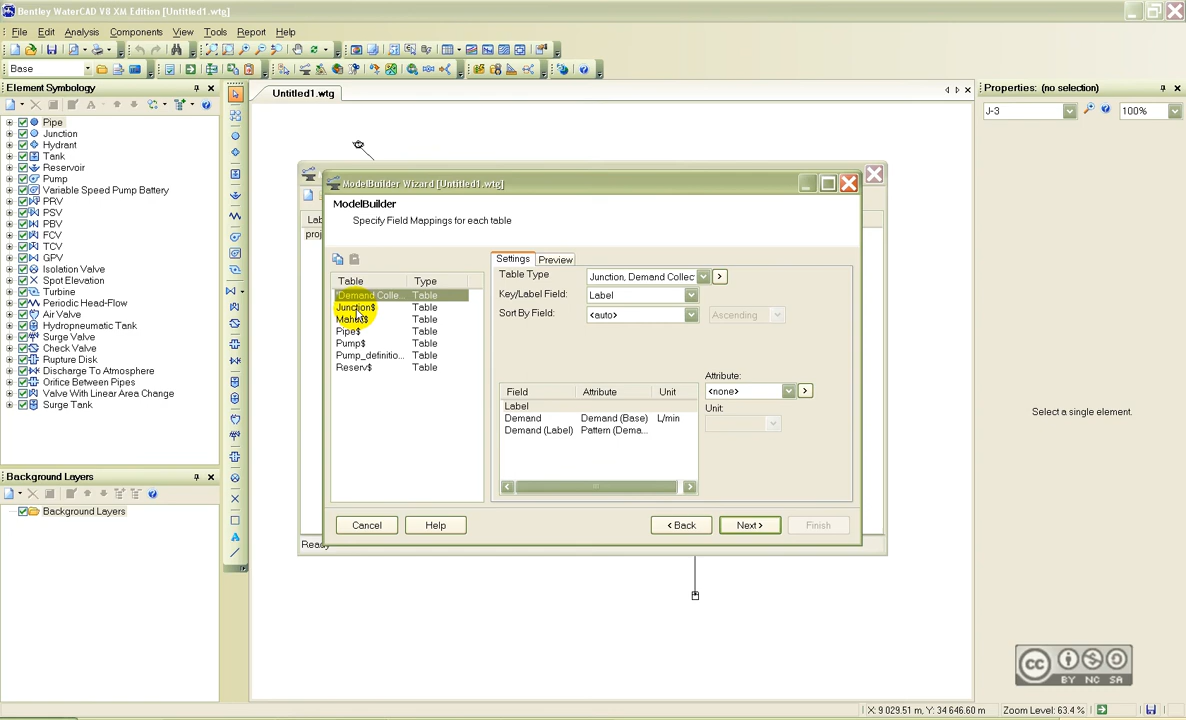 Bentley WaterCAD V8 XM Edition [Untitled1.wtg]
File Edit Analysis Components View Tools Report Help
Base
Element Symbology
Untitled1.wtg
Properties: (no selection)
J-3
100%
Pipe
Junction
Hydrant
Tank
Reservoir
Pump
Variable Speed Pump Battery
PRV
PSV
PBV
FCV
TCV
GPV
Isolation Valve
Spot Elevation
Turbine
Periodic Head-Flow
Air Valve
Hydropneumatic Tank
Surge Valve
Check Valve
Rupture Disk
Discharge To Atmosphere
Orifice Between Pipes
Valve With Linear Area Change
Surge Tank
Background Layers
Background Layers
ModelBuilder Wizard [Untitled1.wtg]
ModelBuilder
Specify Field Mappings for each table
Table Type
'Demand Colle... Table
Junction$ Table
Table
Pipe$ Table
Pump$ Table
Pump_definitio... Table
Reserv$ Table
Settings Preview
Table Type Junction, Demand Collec
Key/Label Field: Label
Sort By Field: <auto> Ascending
Field Attribute Unit
Label
Demand Demand (Base) L/min
Demand (Label) Pattern (Dema...
Attribute:
<none>
Unit:
Cancel Help < Back Next > Finish
Ready
Select a single element.
CC BY NC SA
X: 9 029.51 m, Y: 34 646.60 m Zoom Level: 63.4 %